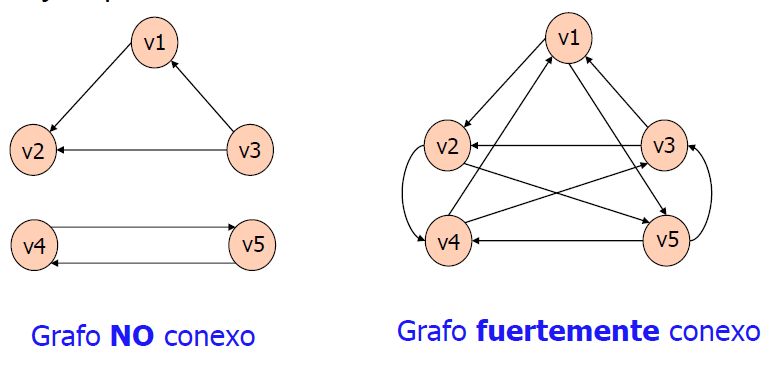 v1
v2
v3
v4
v5
Grafo NO conexo
v1
v2
v3
v4
v5
Grafo fuertemente conexo